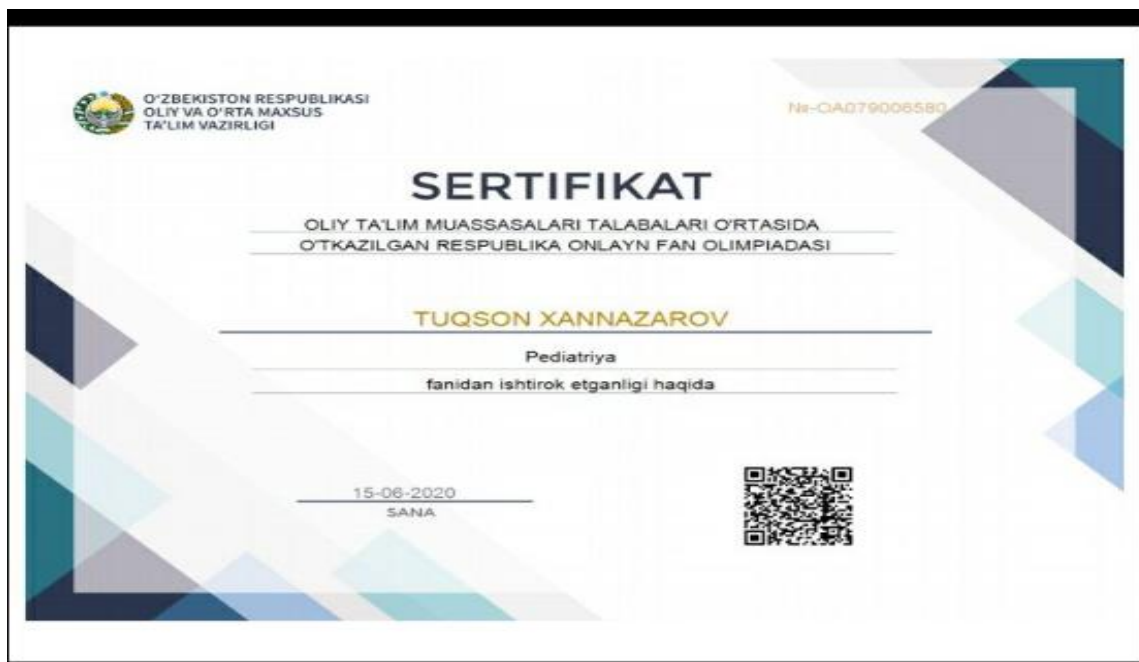 O'ZBEKISTON RESPUBLIKASI
OLIY VA O'RTA MAXSUS
TA'LIM VAZIRLIGI
№-OA079006580
SERTIFIKAT
OLIY TA'LIM MUASSASALARI TALABALARI O'RTASIDA
O'TKAZILGAN RESPUBLIKA ONLAYN FAN OLIMPIADASI
TUQSON XANNAZAROV
Pediatriya
fanidan ishtirok etganligi haqida
15-06-2020
SANA